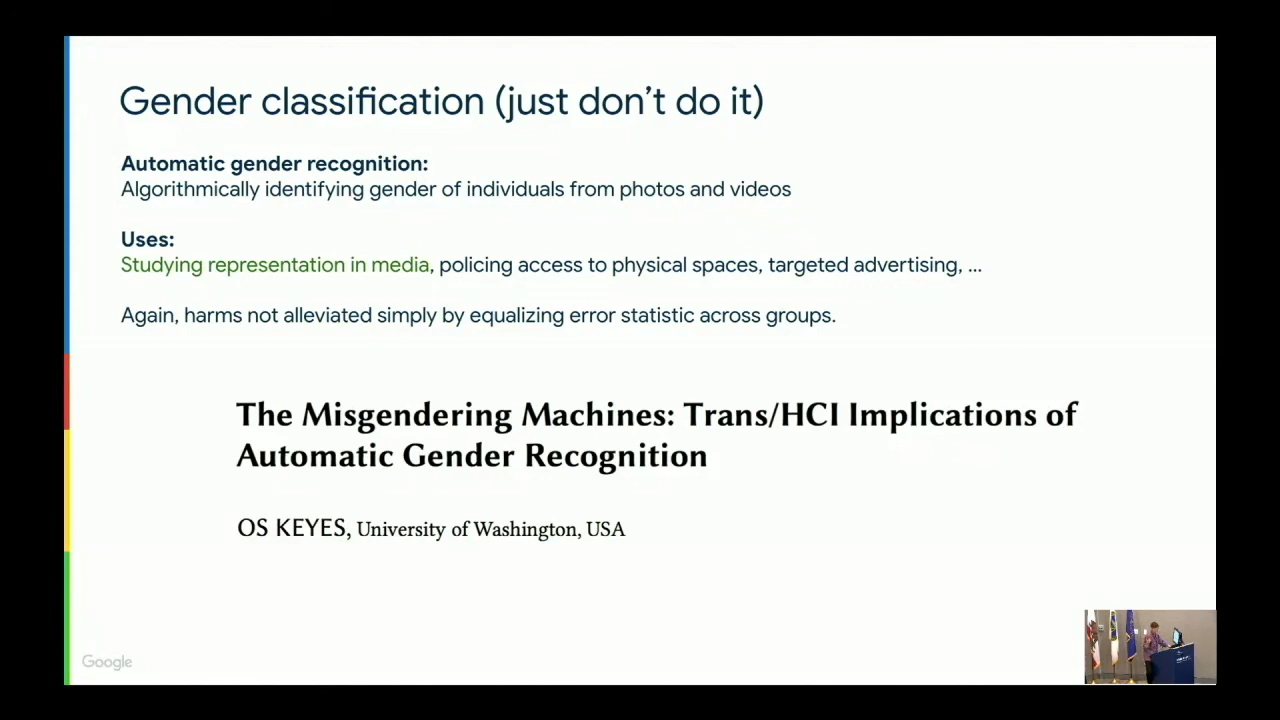 Gender classification (just don't do it)
Automatic gender recognition:
Algorithmically identifying gender of individuals from photos and videos
Uses:
Studying representation in media, policing access to physical spaces, targeted advertising, ...
Again, harms not alleviated simply by equalizing error statistic across groups.
The Misgendering Machines: Trans/HCI Implications of
Automatic Gender Recognition
OS KEYES, University of Washington, USA
Google